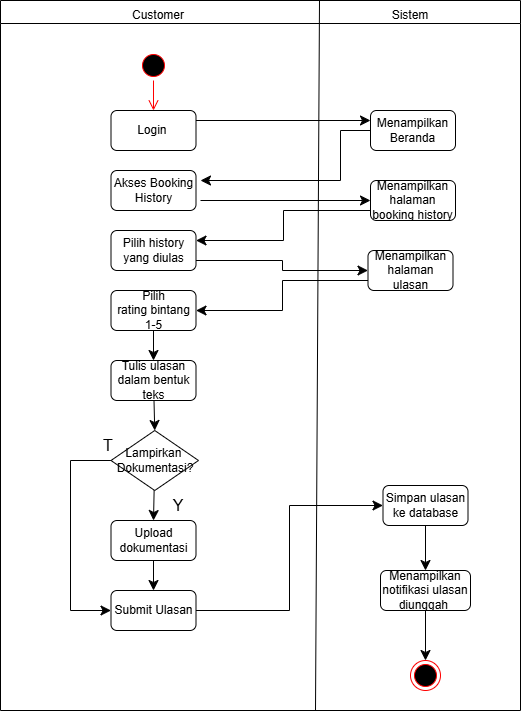 Customer
Sistem
Login
Menampilkan
Beranda
Akses Booking
History
Menampilkan
halaman
booking history
Pilih history
yang diulas
Menampilkan
halaman
ulasan
Pilih
rating bintang
1-5
Tulis ulasan
dalam bentuk
teks
T
Lampirkan
Dokumentasi?
Y
Simpan ulasan
ke database
Upload
dokumentasi
Menampilkan
notifikasi ulasan
diunggah
Submit Ulasan